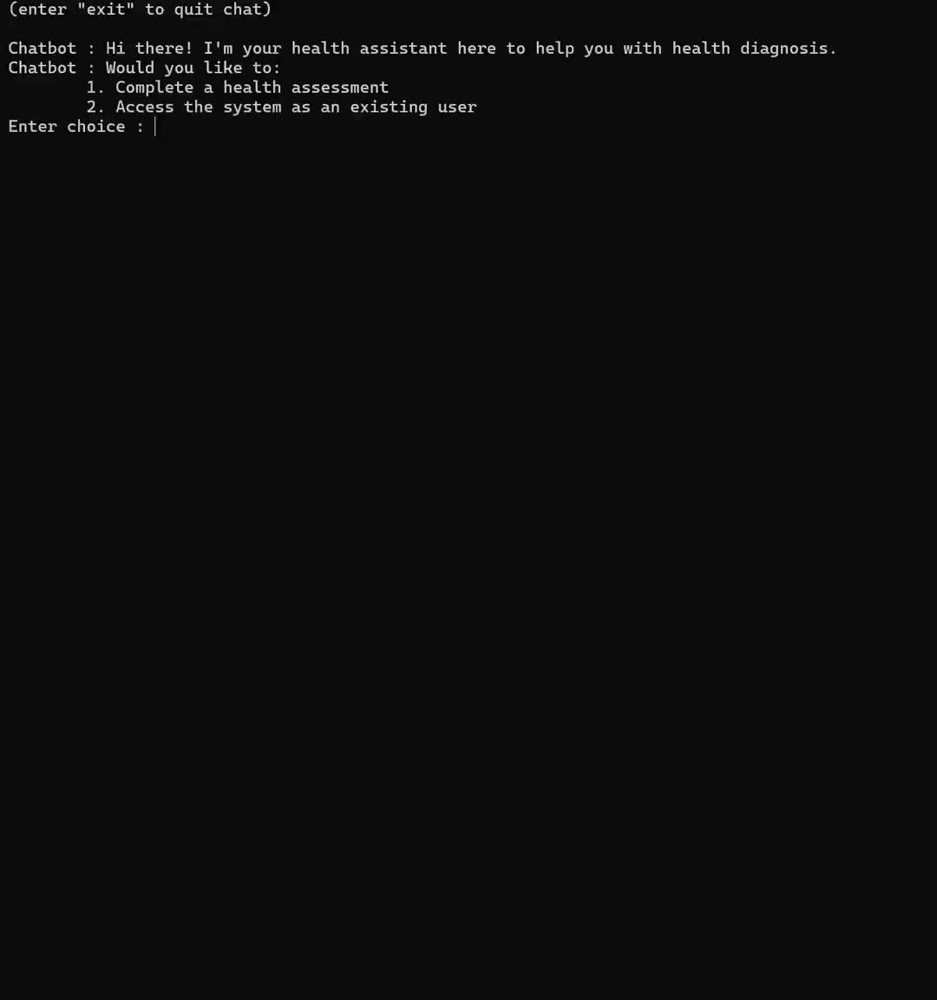 (enter "exit" to quit chat)
Chatbot : Hi there! I'm your health assistant here to help you with health diagnosis.
Chatbot : Would you like to:
1. Complete a health assessment
2. Access the system as an existing user
Enter choice :